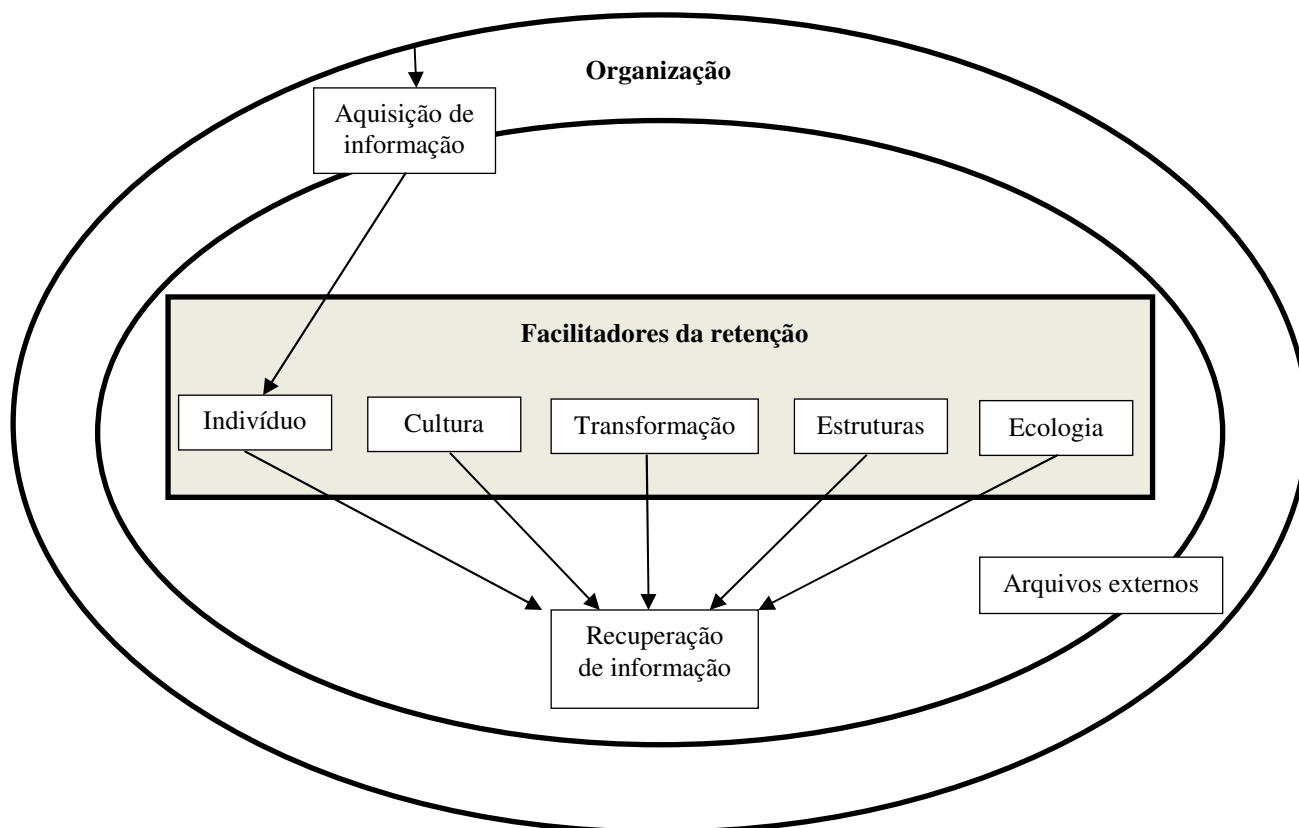 Organização
Aquisição de
informação
Facilitadores da retenção
Indivíduo
Cultura
Transformação
Estruturas
Ecologia
Arquivos externos
Recuperação
de informação